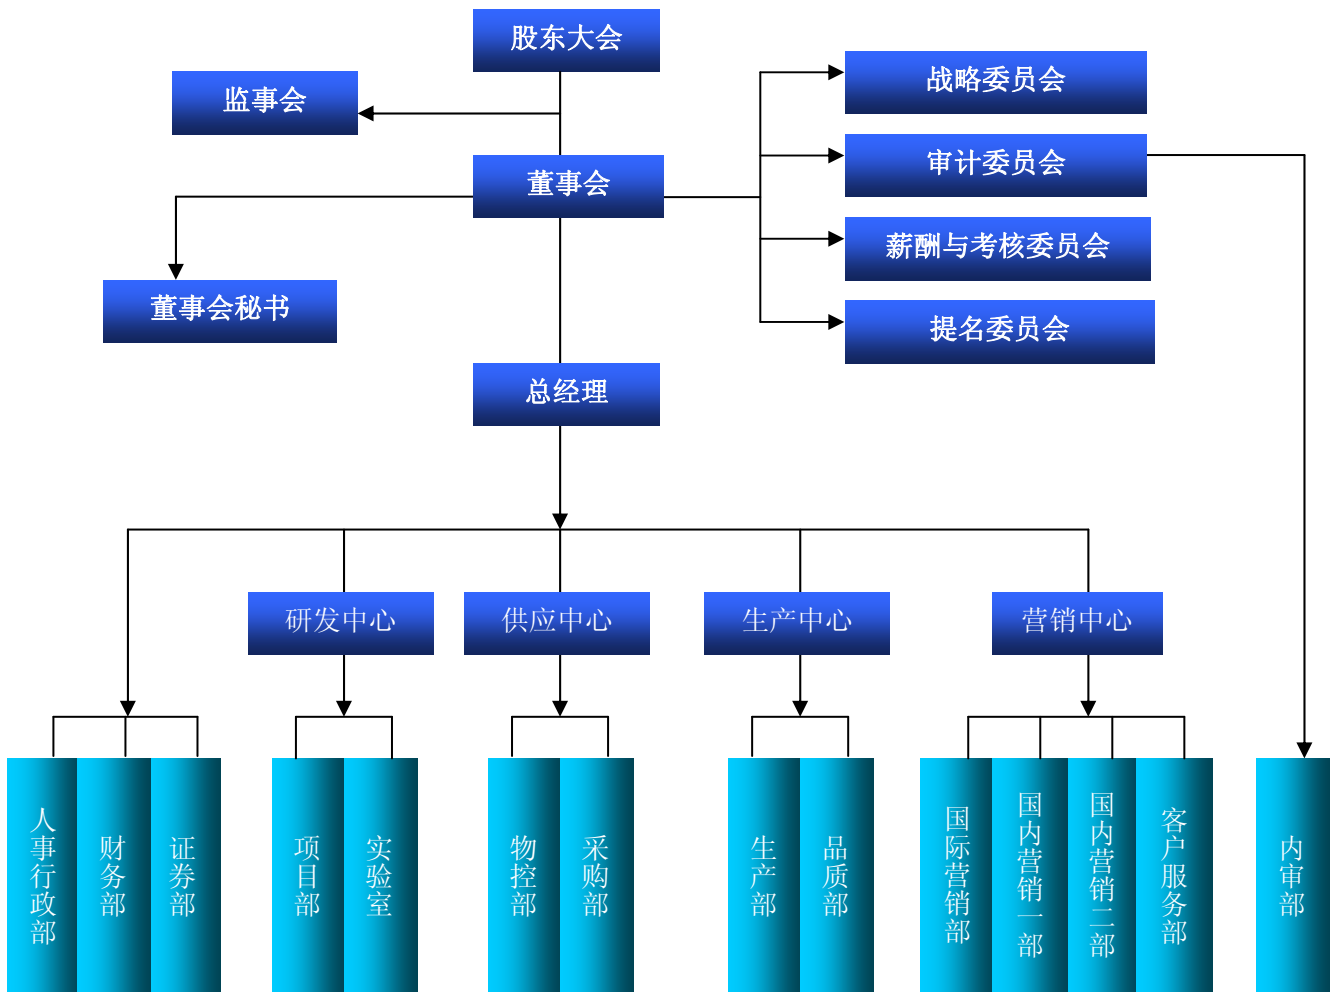 股东大会
监事会
战略委员会
审计委员会
董事会
薪酬与考核委员会
董事会秘书
提名委员会
总经理
研发中心
供应中心
生产中心
营销中心
人事行政部
财务部
证券部
项目部
实验室
物控部
采购部
生产部
品质部
国际营销部
国内营销一部
国内营销二部
客户服务部
内审部